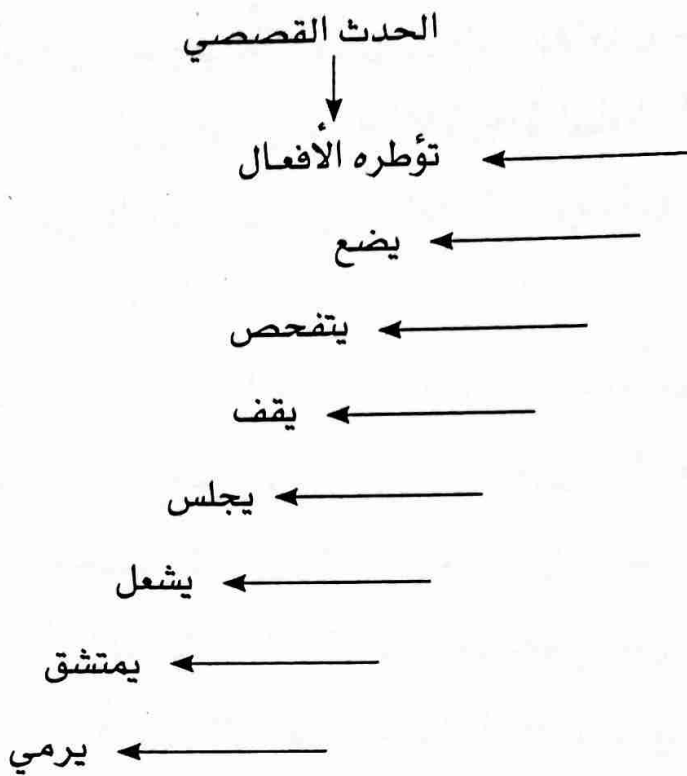 الحدث القصصي
تؤطره الأفعال
يضع
يتفحص
يقف
يجلس
يشعل
يمتشق
يرمي